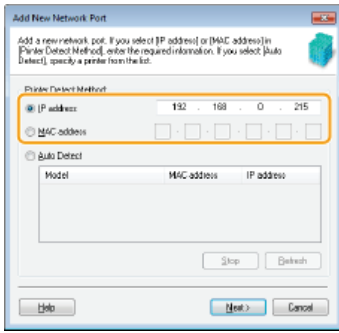 Add New Network Port
Add a new network port. If you select [IP address] or [MAC address] in
[Printer Detect Method], enter the required information. If you select [Auto
Detect], specify a printer from the list.
Printer Detect Method
IP address 192 . 168 . 0 . 215
MAC address - - - - -
Auto Detect
Model MAC address IP address
Stop Refresh
Help Next > Cancel